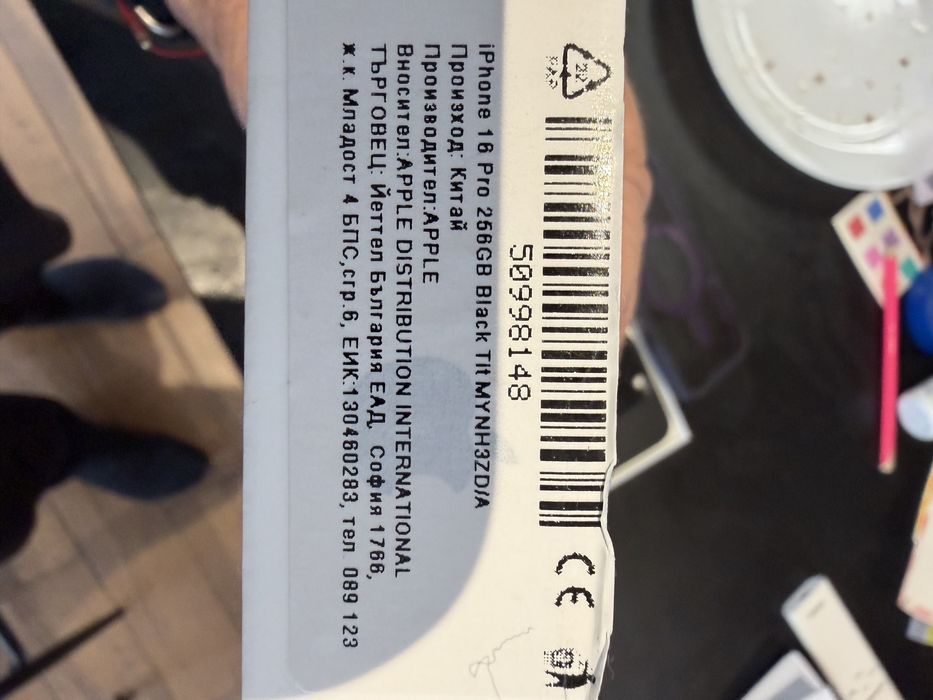 50998148
iPhone 16 Pro 256GB Black Tit MYNH3ZD/A
Произход: Китай
Производител:APPLE
Вносител:APPLE DISTRIBUTION INTERNATIONAL
ТЪРГОВЕЦ: Йеттел България ЕАД, София 1766,
ж.к. Младост 4 БПС,сгр.6, ЕИК:130460283, тел 089 123